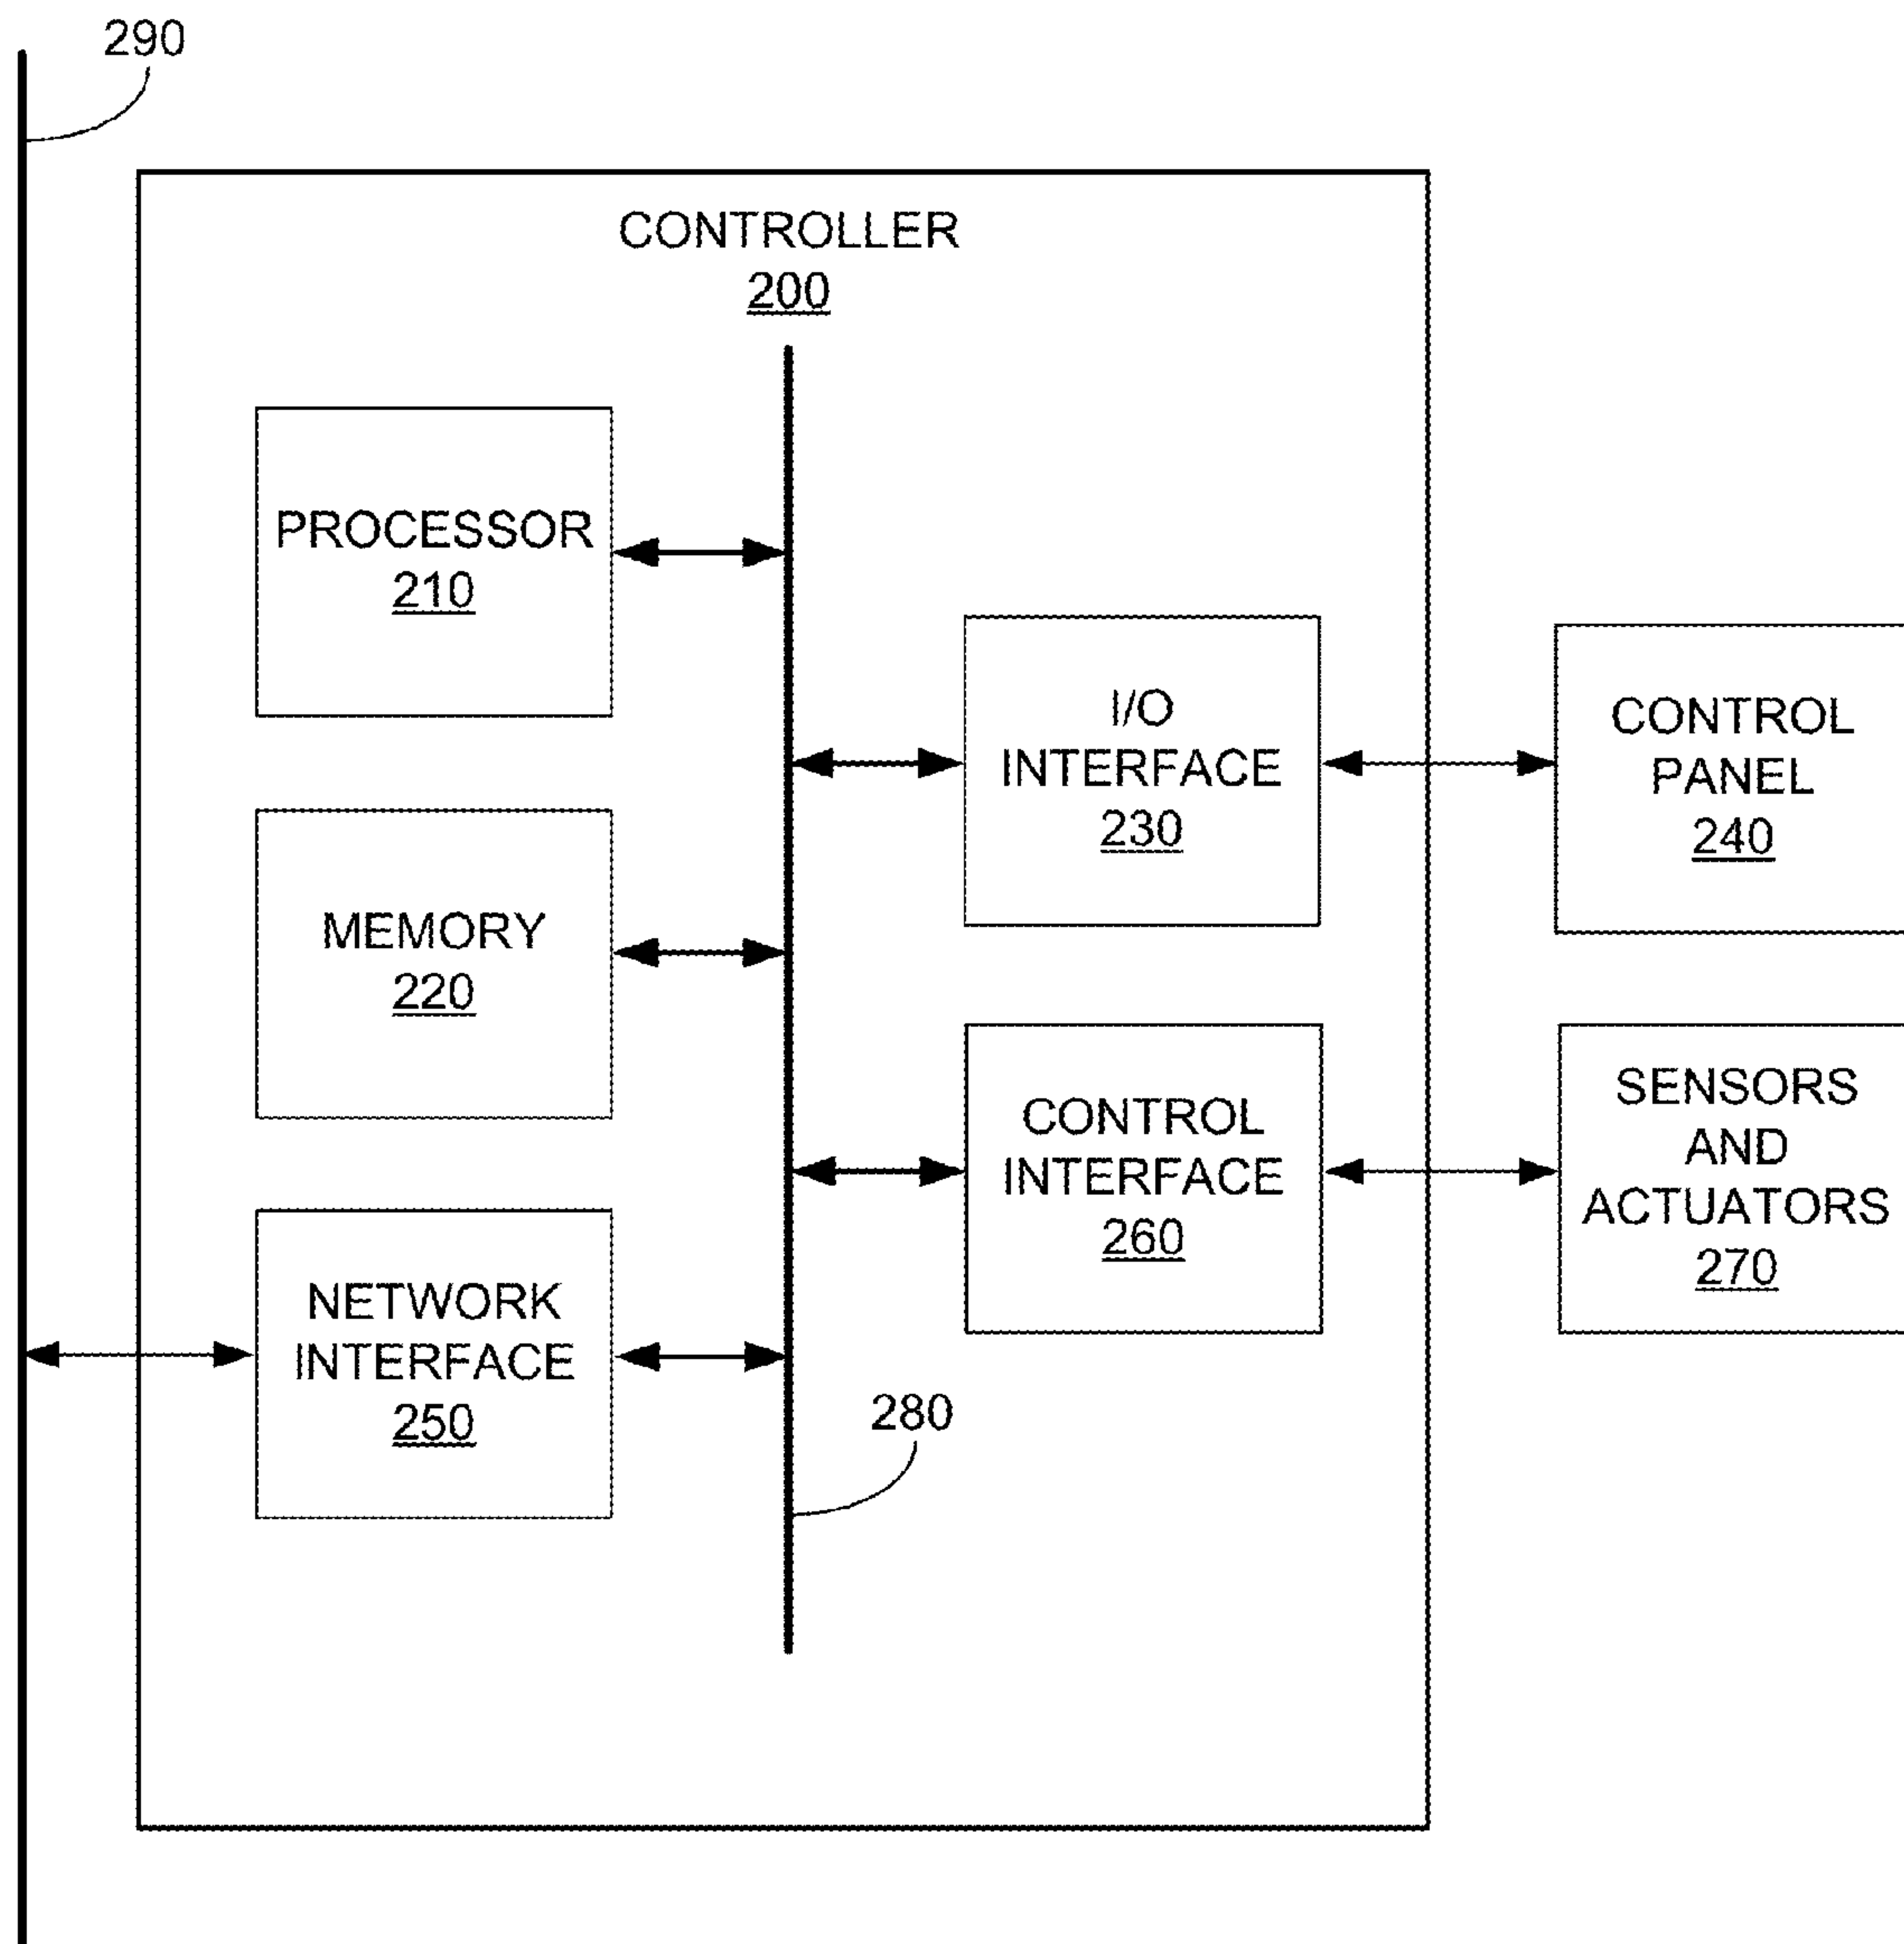 290
CONTROLLER
200
PROCESSOR
210
I/O
INTERFACE
230
CONTROL
PANEL
240
MEMORY
220
CONTROL
INTERFACE
260
SENSORS
AND
ACTUATORS
270
NETWORK
INTERFACE
250
280